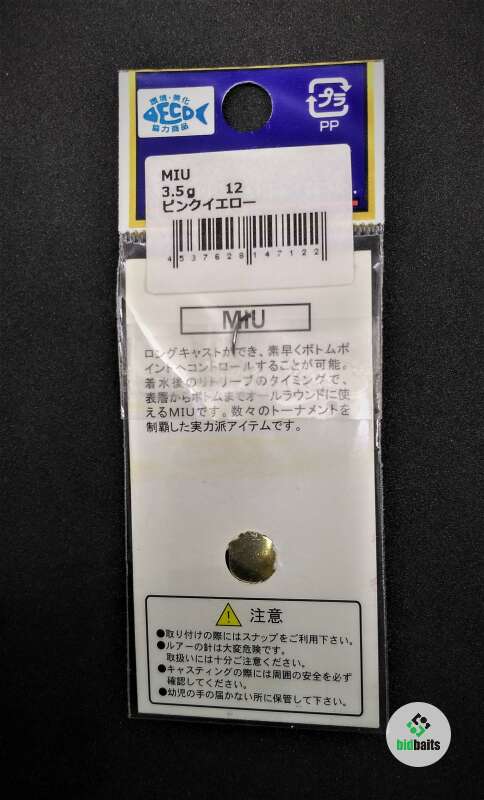 環境・美化
DECO
協力商品
プラ
PP
MIU
3.5g 12
ピンクイエロー
4 537628 147122
MIU
ロングキャストができ、素早くボトムポ
イントへコントロールすることが可能。
着水後のリトリーブのタイミングで、
表層からボトムまでオールラウンドに使
えるMIUです。数々のトーナメントを
制覇した実力派アイテムです。
注意
●取り付けの際にはスナップをご利用下さい。
●ルアーの針は大変危険です。
取扱いには十分ご注意ください。
●キャスティングの際には周囲の安全を必ず
確認してください。
●幼児の手の届かない所に保管して下さい。
bidbaits